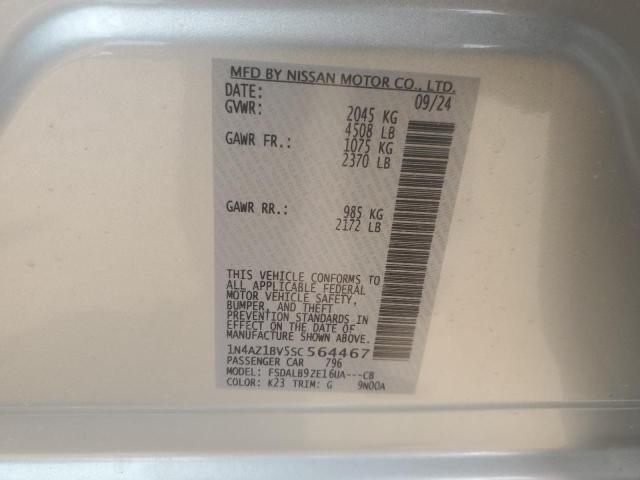 MFD BY NISSAN MOTOR CO., LTD.
DATE: 09/24
GVWR: 2045 KG
4508 LB
GAWR FR.: 1075 KG
2370 LB
GAWR RR.: 985 KG
2172 LB
THIS VEHICLE CONFORMS TO
ALL APPLICABLE FEDERAL
MOTOR VEHICLE SAFETY,
BUMPER, AND THEFT
PREVENTION STANDARDS IN
EFFECT ON THE DATE OF
MANUFACTURE SHOWN ABOVE.
1N4AZ1BV5SC564467
PASSENGER CAR 796
MODEL: FSDALB9ZE16UA---CB
COLOR: K23 TRIM: G 9N00A